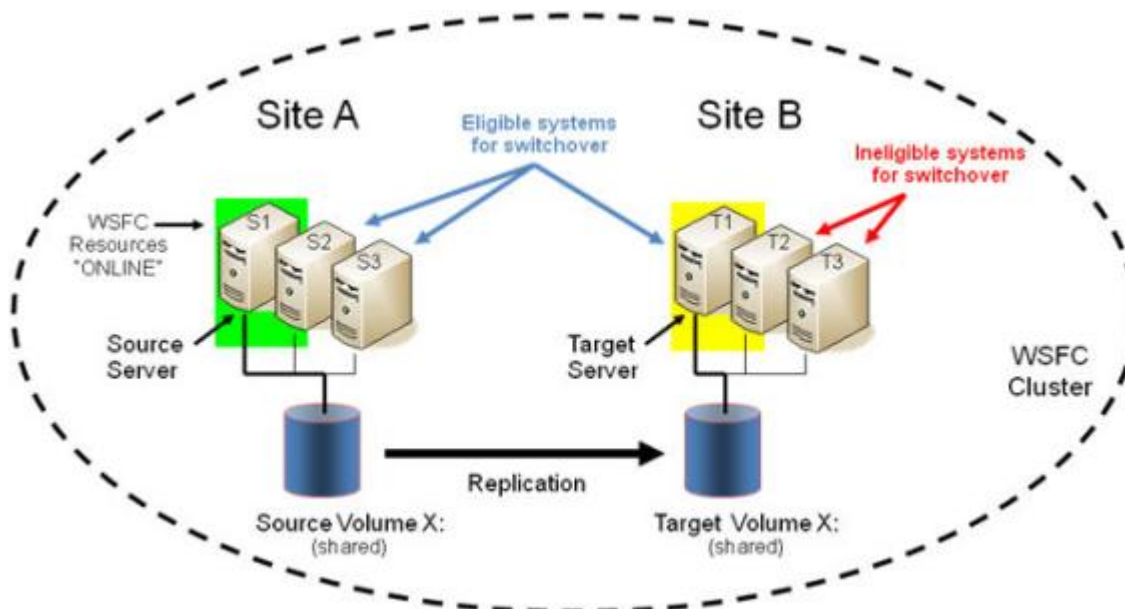 Site A
Site B
Eligible systems
for switchover
Ineligible systems
for switchover
WSFC
Resources
"ONLINE"
S1
S2
S3
T1
T2
T3
Source
Server
Target
Server
WSFC
Cluster
Replication
Source Volume X:
(shared)
Target Volume X:
(shared)